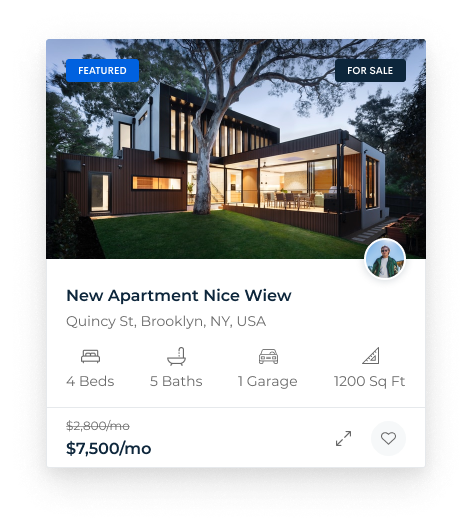 FEATURED
FOR SALE
New Apartment Nice Wiew
Quincy St, Brooklyn, NY, USA
4 Beds
5 Baths
1 Garage
1200 Sq Ft
$2,800/mo
$7,500/mo